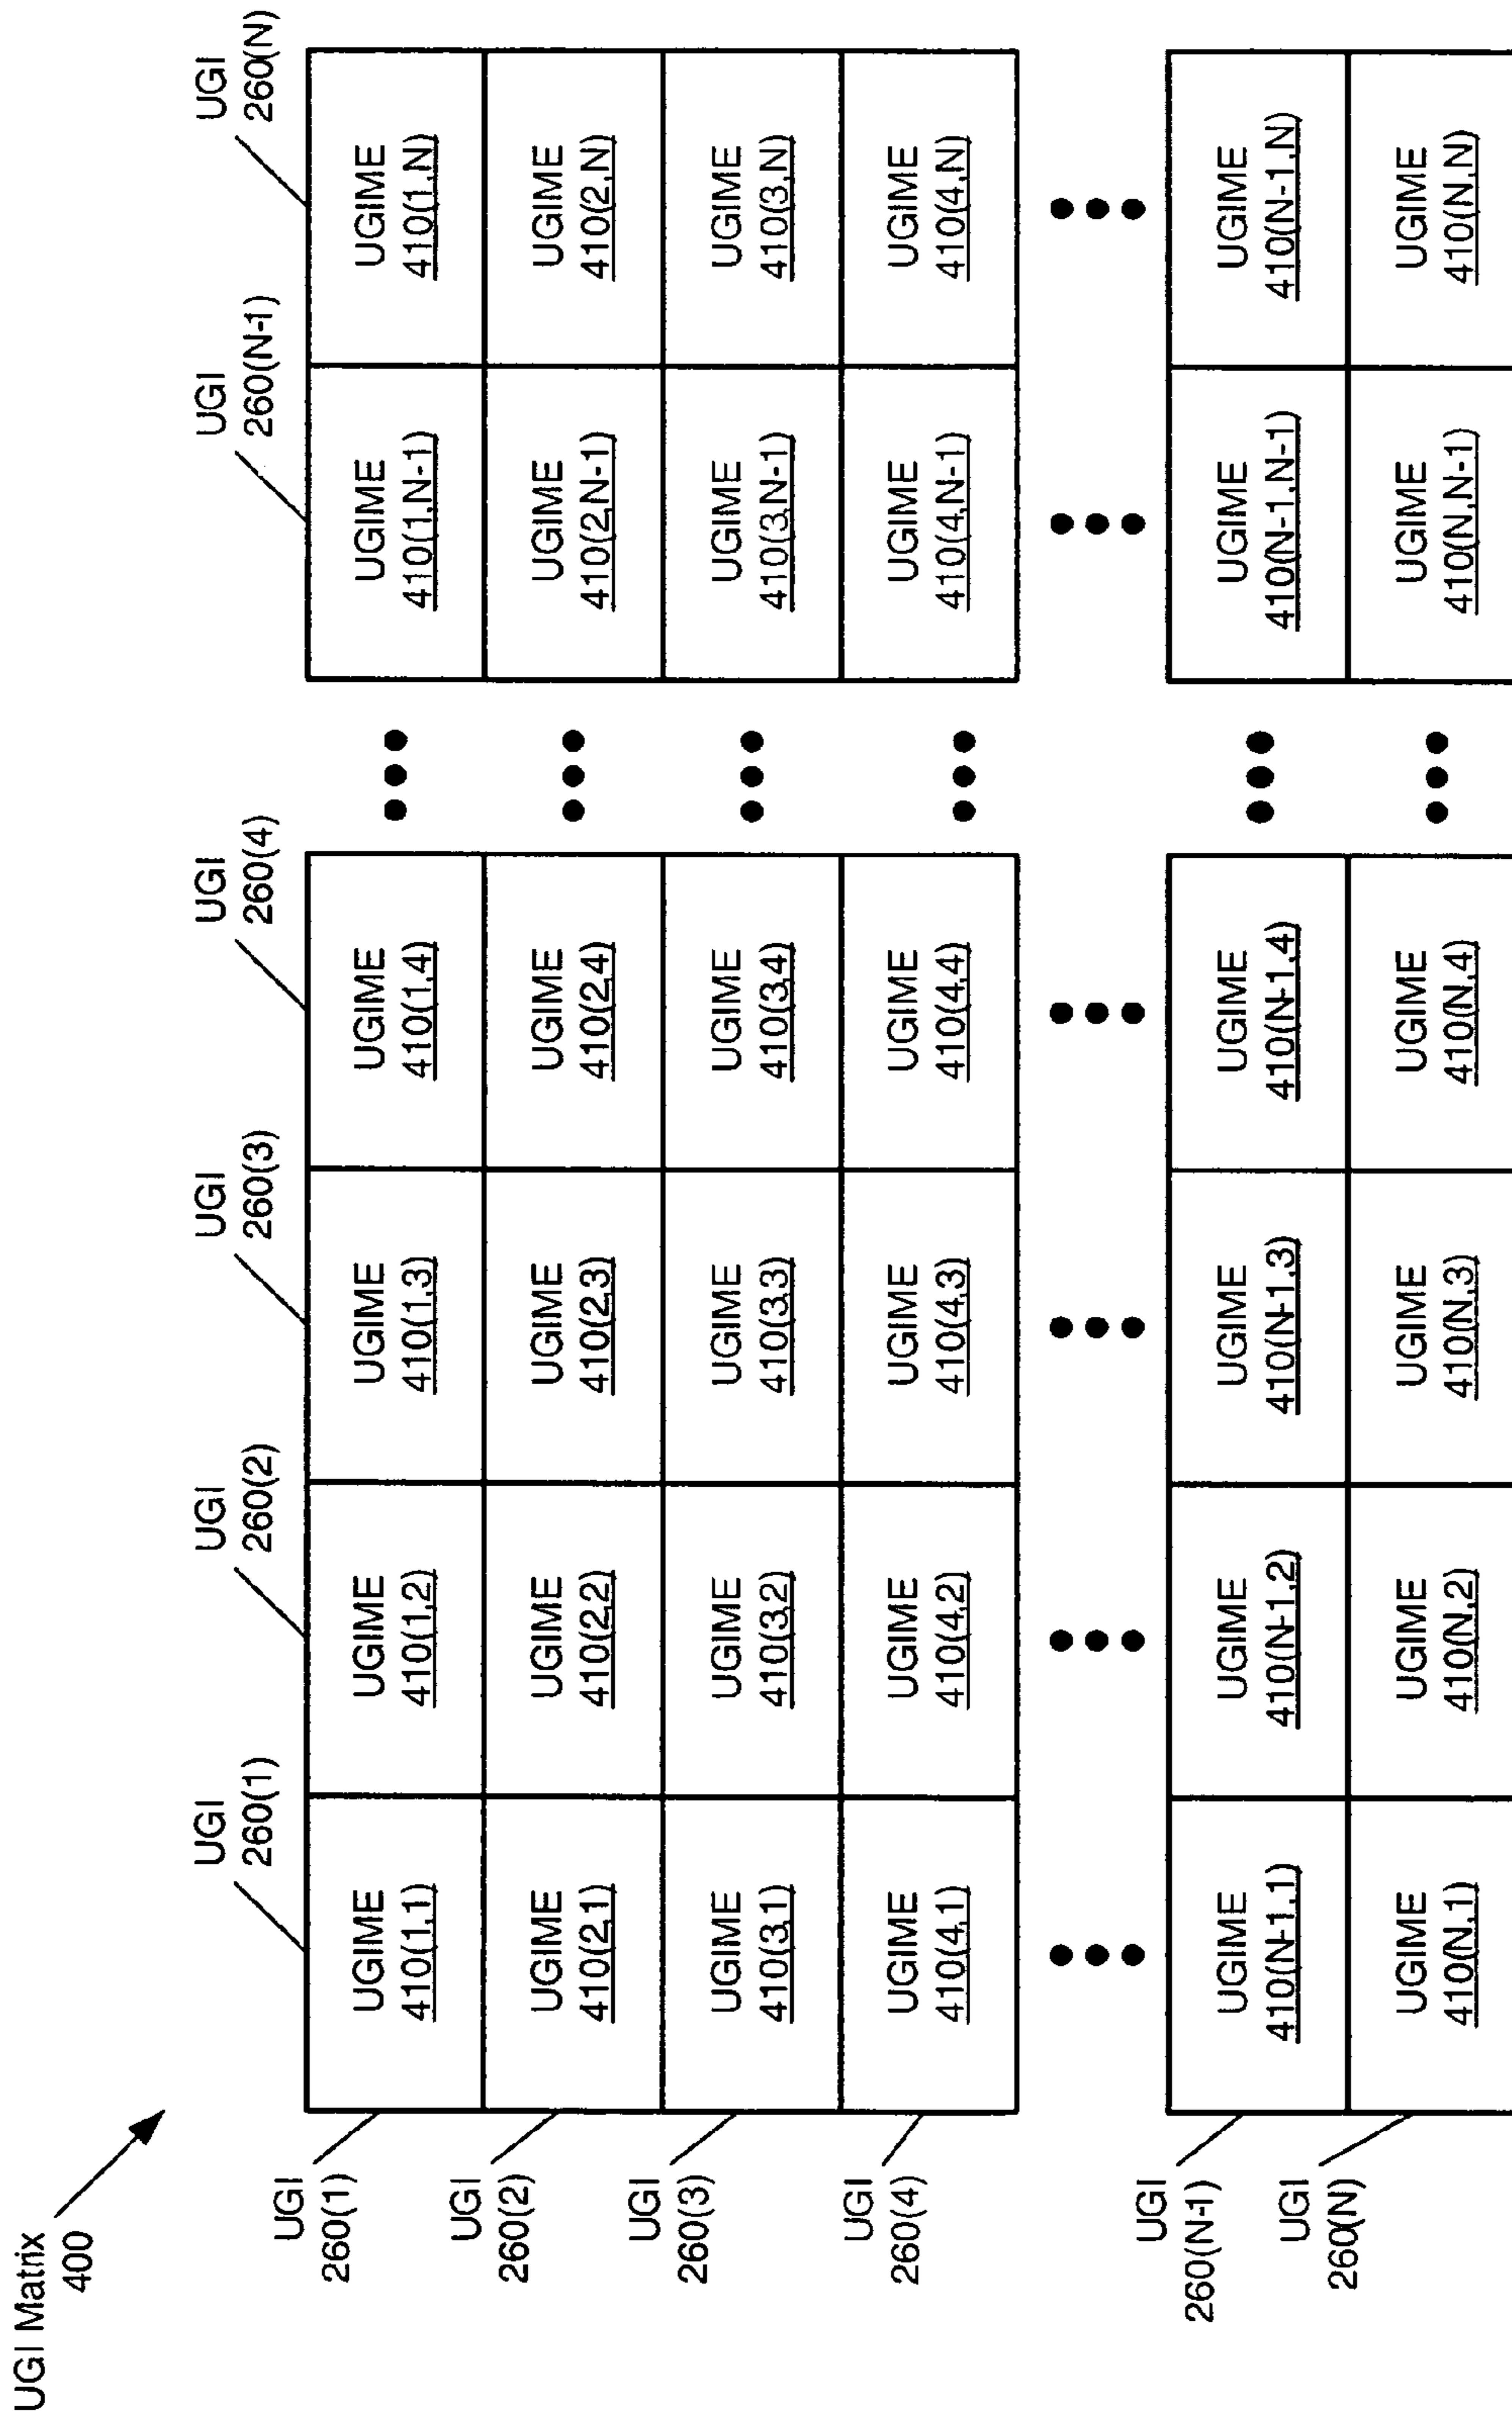 UGI Matrix
400
UGI
260(1)
UGI
260(2)
UGI
260(3)
UGI
260(4)
UGI
260(N-1)
UGI
260(N)
UGI
260(1)
UGIME
410(1,1)
UGIME
410(1,2)
UGIME
410(1,3)
UGIME
410(1,4)
UGIME
410(1,N-1)
UGIME
410(1,N)
UGI
260(2)
UGIME
410(2,1)
UGIME
410(2,2)
UGIME
410(2,3)
UGIME
410(2,4)
UGIME
410(2,N-1)
UGIME
410(2,N)
UGI
260(3)
UGIME
410(3,1)
UGIME
410(3,2)
UGIME
410(3,3)
UGIME
410(3,4)
UGIME
410(3,N-1)
UGIME
410(3,N)
UGI
260(4)
UGIME
410(4,1)
UGIME
410(4,2)
UGIME
410(4,3)
UGIME
410(4,4)
UGIME
410(4,N-1)
UGIME
410(4,N)
UGI
260(N-1)
UGIME
410(N-1,1)
UGIME
410(N-1,2)
UGIME
410(N-1,3)
UGIME
410(N-1,4)
UGIME
410(N-1,N-1)
UGIME
410(N-1,N)
UGI
260(N)
UGIME
410(N,1)
UGIME
410(N,2)
UGIME
410(N,3)
UGIME
410(N,4)
UGIME
410(N,N-1)
UGIME
410(N,N)